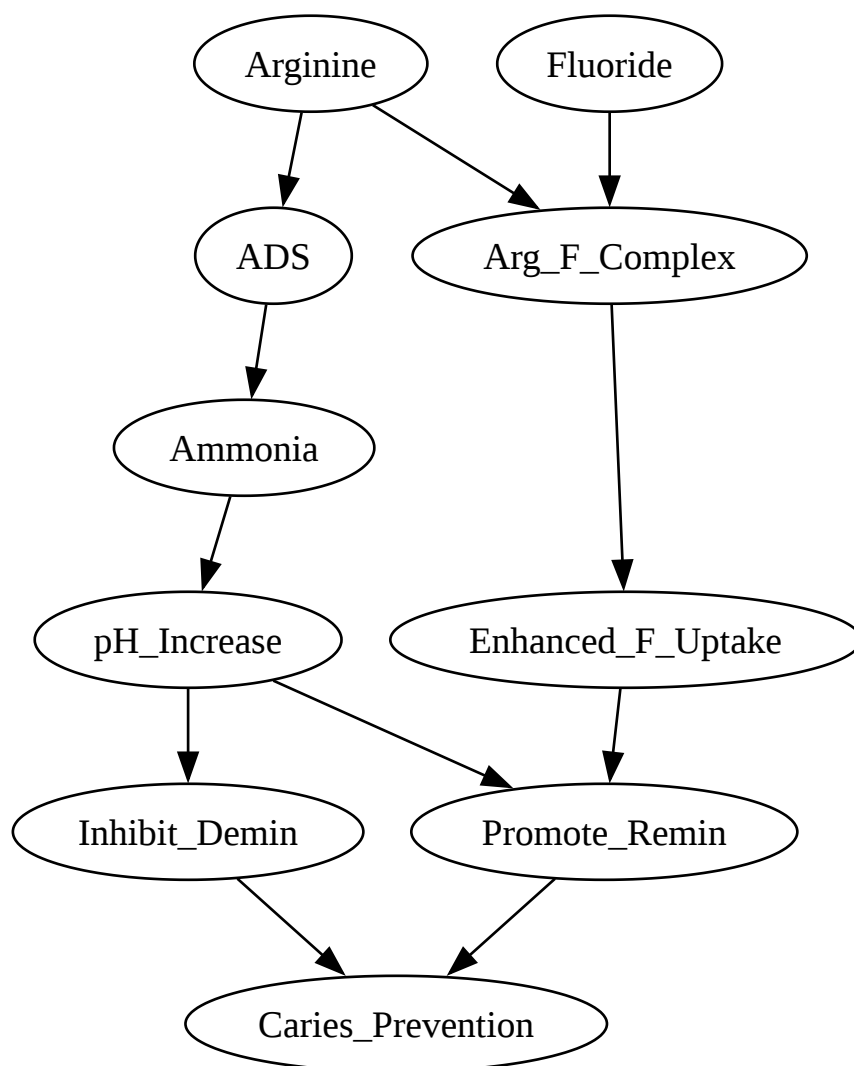 Arginine
Fluoride
ADS
Arg_F_Complex
Ammonia
pH_Increase
Enhanced_F_Uptake
Inhibit_Demin
Promote_Remin
Caries_Prevention